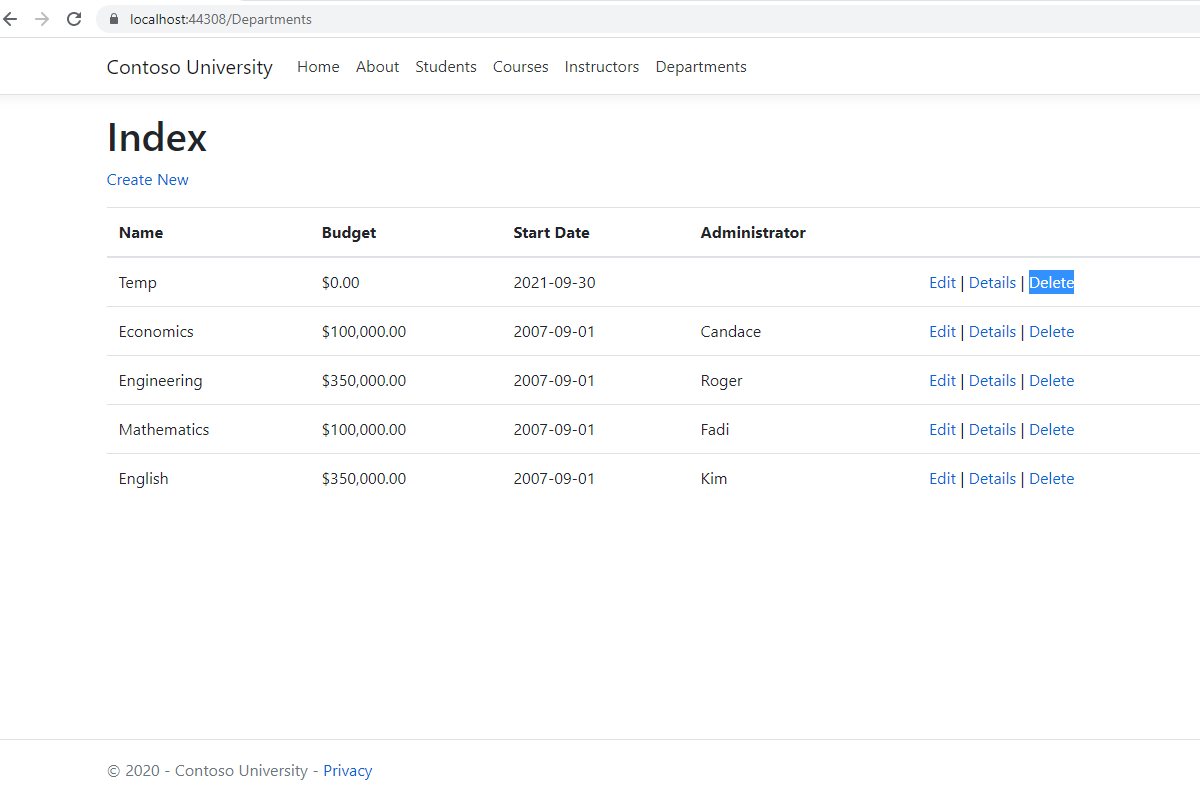 localhost:44308/Departments
Contoso University Home About Students Courses Instructors Departments
Index
Create New
Name Budget Start Date Administrator
Temp $0.00 2021-09-30 Edit | Details | Delete
Economics $100,000.00 2007-09-01 Candace Edit | Details | Delete
Engineering $350,000.00 2007-09-01 Roger Edit | Details | Delete
Mathematics $100,000.00 2007-09-01 Fadi Edit | Details | Delete
English $350,000.00 2007-09-01 Kim Edit | Details | Delete
© 2020 - Contoso University - Privacy